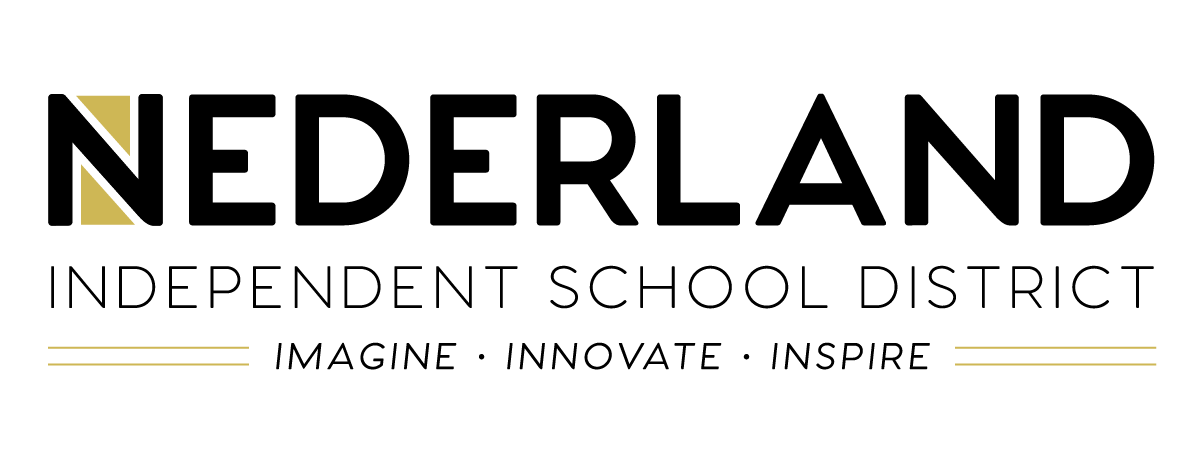 NEDERLAND
INDEPENDENT SCHOOL DISTRICT
IMAGINE · INNOVATE · INSPIRE